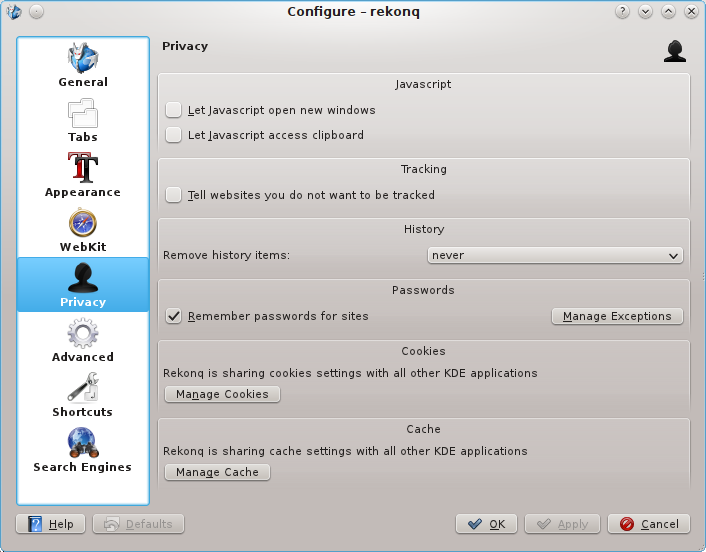 Configure – rekonq
General
Tabs
Appearance
WebKit
Privacy
Advanced
Shortcuts
Search Engines
Privacy
Javascript
Let Javascript open new windows
Let Javascript access clipboard
Tracking
Tell websites you do not want to be tracked
History
Remove history items: never
Passwords
Remember passwords for sites Manage Exceptions
Cookies
Rekonq is sharing cookies settings with all other KDE applications
Manage Cookies
Cache
Rekonq is sharing cache settings with all other KDE applications
Manage Cache
Help Defaults OK Apply Cancel